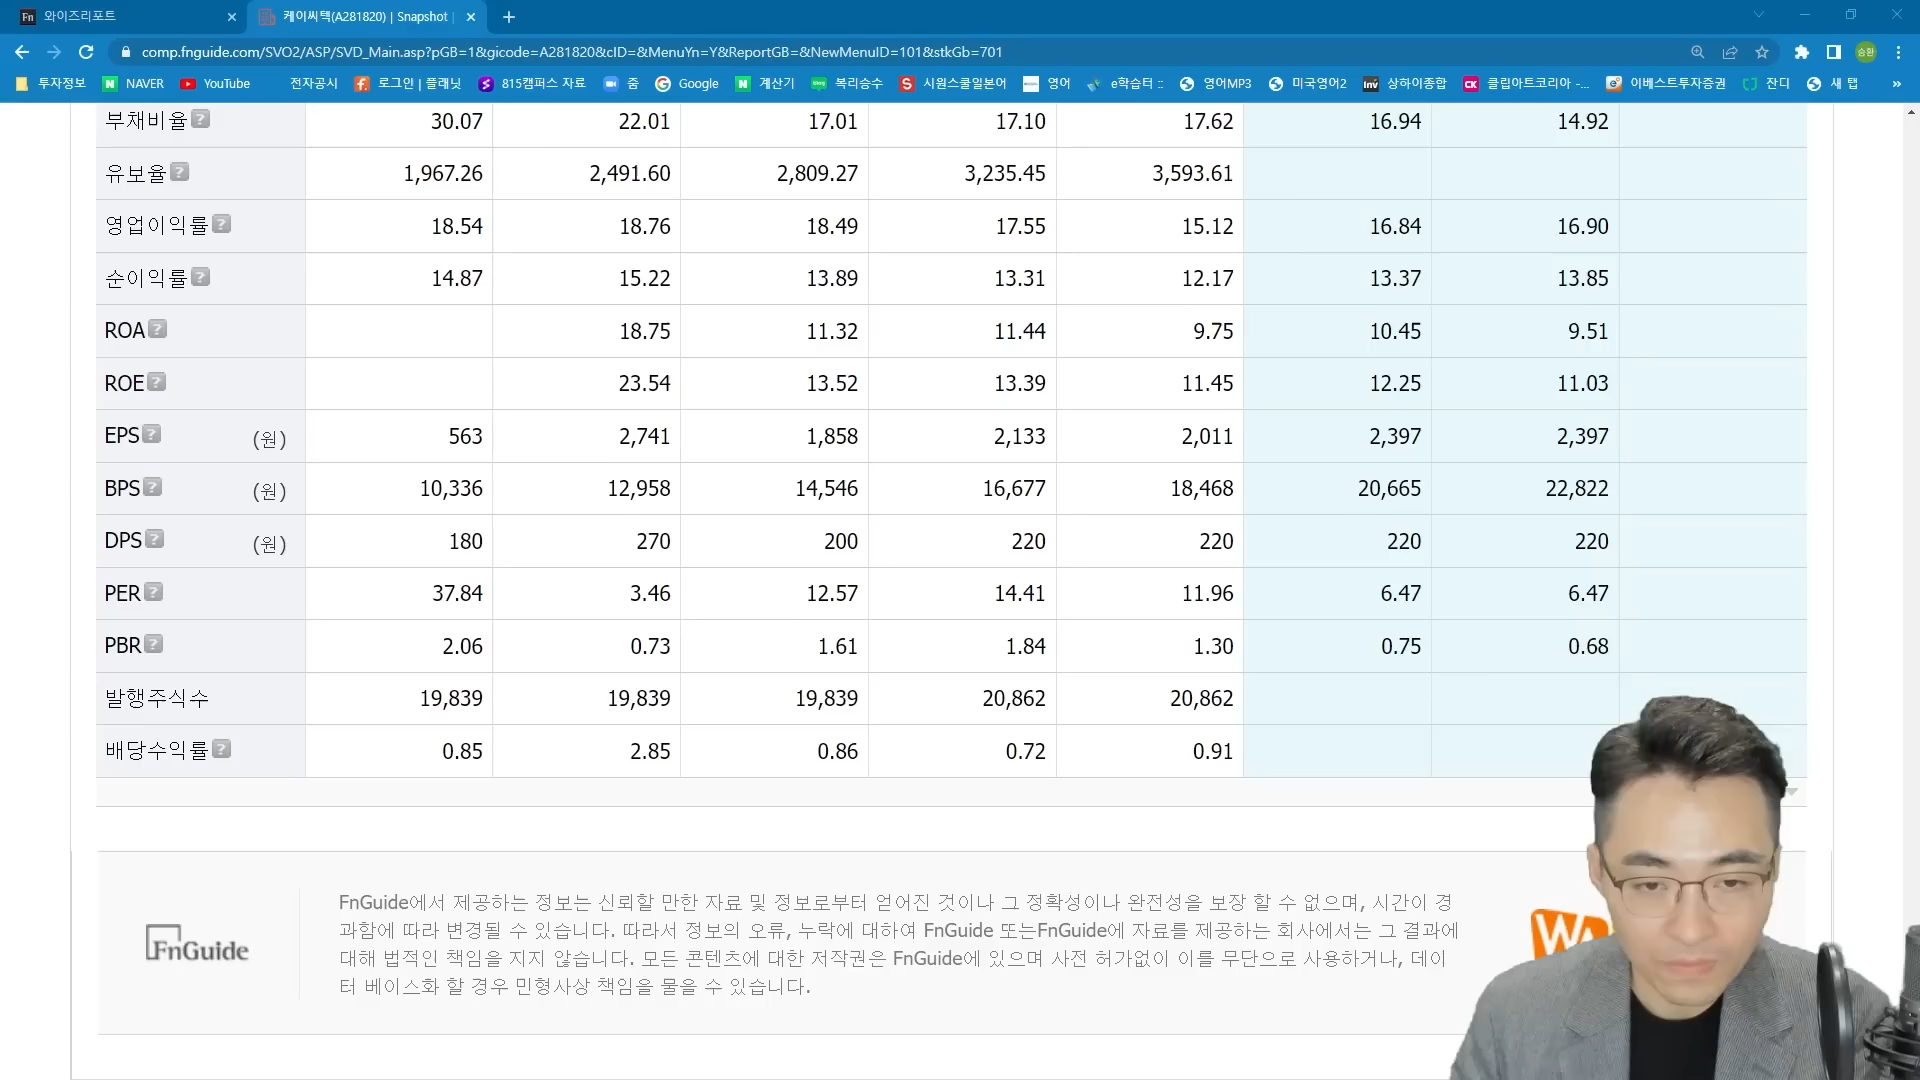 Fn 와이즈리포트
케이씨텍(A281820) | Snapshot |
comp.fnguide.com/SVO2/ASP/SVD_Main.asp?pGB=1&gicode=A281820&cID=&MenuYn=Y&ReportGB=&NewMenuID=101&stkGb=701
승환
투자정보 N NAVER YouTube 전자공시 로그인 | 플래닛 815캠퍼스 자료 줌 Google N 계산기 복리승수 S 시원스쿨일본어 영어 e학습터 :: 영어MP3 미국영어2 inv 상하이종합 CK 클립아트코리아 -... 이베스트투자증권 잔디 새 탭 »
부채비율 ? 30.07 22.01 17.01 17.10 17.62 16.94 14.92
유보율 ? 1,967.26 2,491.60 2,809.27 3,235.45 3,593.61
영업이익률 ? 18.54 18.76 18.49 17.55 15.12 16.84 16.90
순이익률 ? 14.87 15.22 13.89 13.31 12.17 13.37 13.85
ROA ? 18.75 11.32 11.44 9.75 10.45 9.51
ROE ? 23.54 13.52 13.39 11.45 12.25 11.03
EPS ? (원) 563 2,741 1,858 2,133 2,011 2,397 2,397
BPS ? (원) 10,336 12,958 14,546 16,677 18,468 20,665 22,822
DPS ? (원) 180 270 200 220 220 220 220
PER ? 37.84 3.46 12.57 14.41 11.96 6.47 6.47
PBR ? 2.06 0.73 1.61 1.84 1.30 0.75 0.68
발행주식수 19,839 19,839 19,839 20,862 20,862
배당수익률 ? 0.85 2.85 0.86 0.72 0.91
FnGuide
FnGuide에서 제공하는 정보는 신뢰할 만한 자료 및 정보로부터 얻어진 것이나 그 정확성이나 완전성을 보장 할 수 없으며, 시간이 경
과함에 따라 변경될 수 있습니다. 따라서 정보의 오류, 누락에 대하여 FnGuide 또는FnGuide에 자료를 제공하는 회사에서는 그 결과에
대해 법적인 책임을 지지 않습니다. 모든 콘텐츠에 대한 저작권은 FnGuide에 있으며 사전 허가없이 이를 무단으로 사용하거나, 데이
터 베이스화 할 경우 민형사상 책임을 물을 수 있습니다.